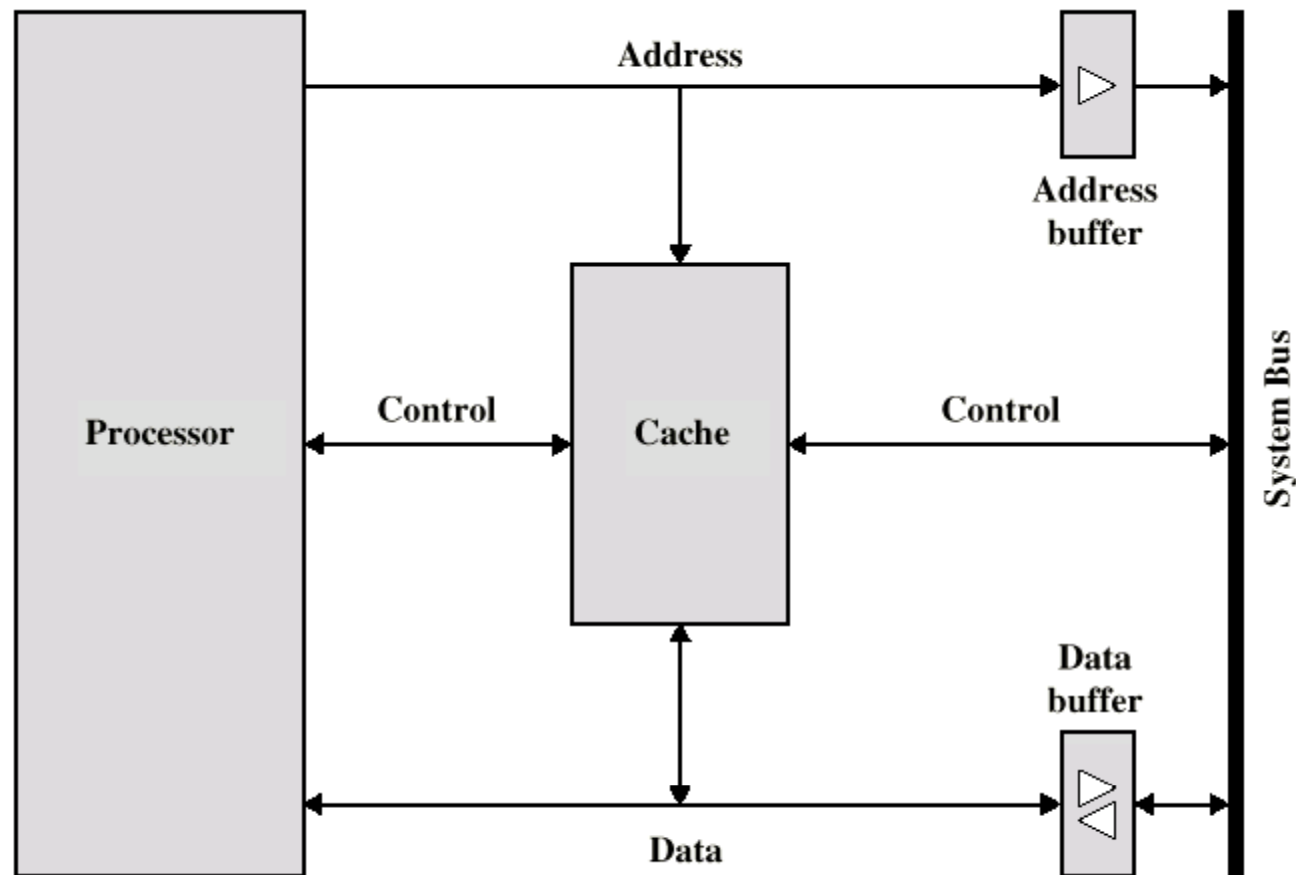 Address
Address
buffer
System Bus
Processor
Control
Cache
Control
Data
buffer
Data